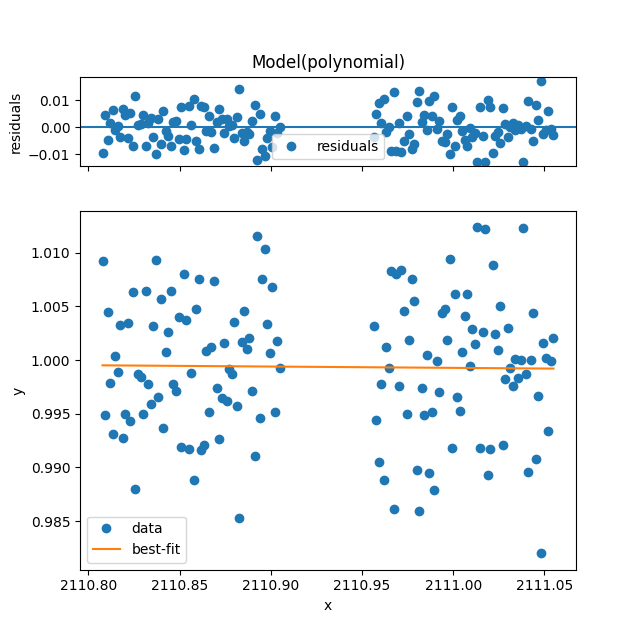 Model(polynomial)
residuals
0.01
0.00
−0.01
residuals
y
1.010
1.005
1.000
0.995
0.990
0.985
data
best-fit
2110.80 2110.85 2110.90 2110.95 2111.00 2111.05
x